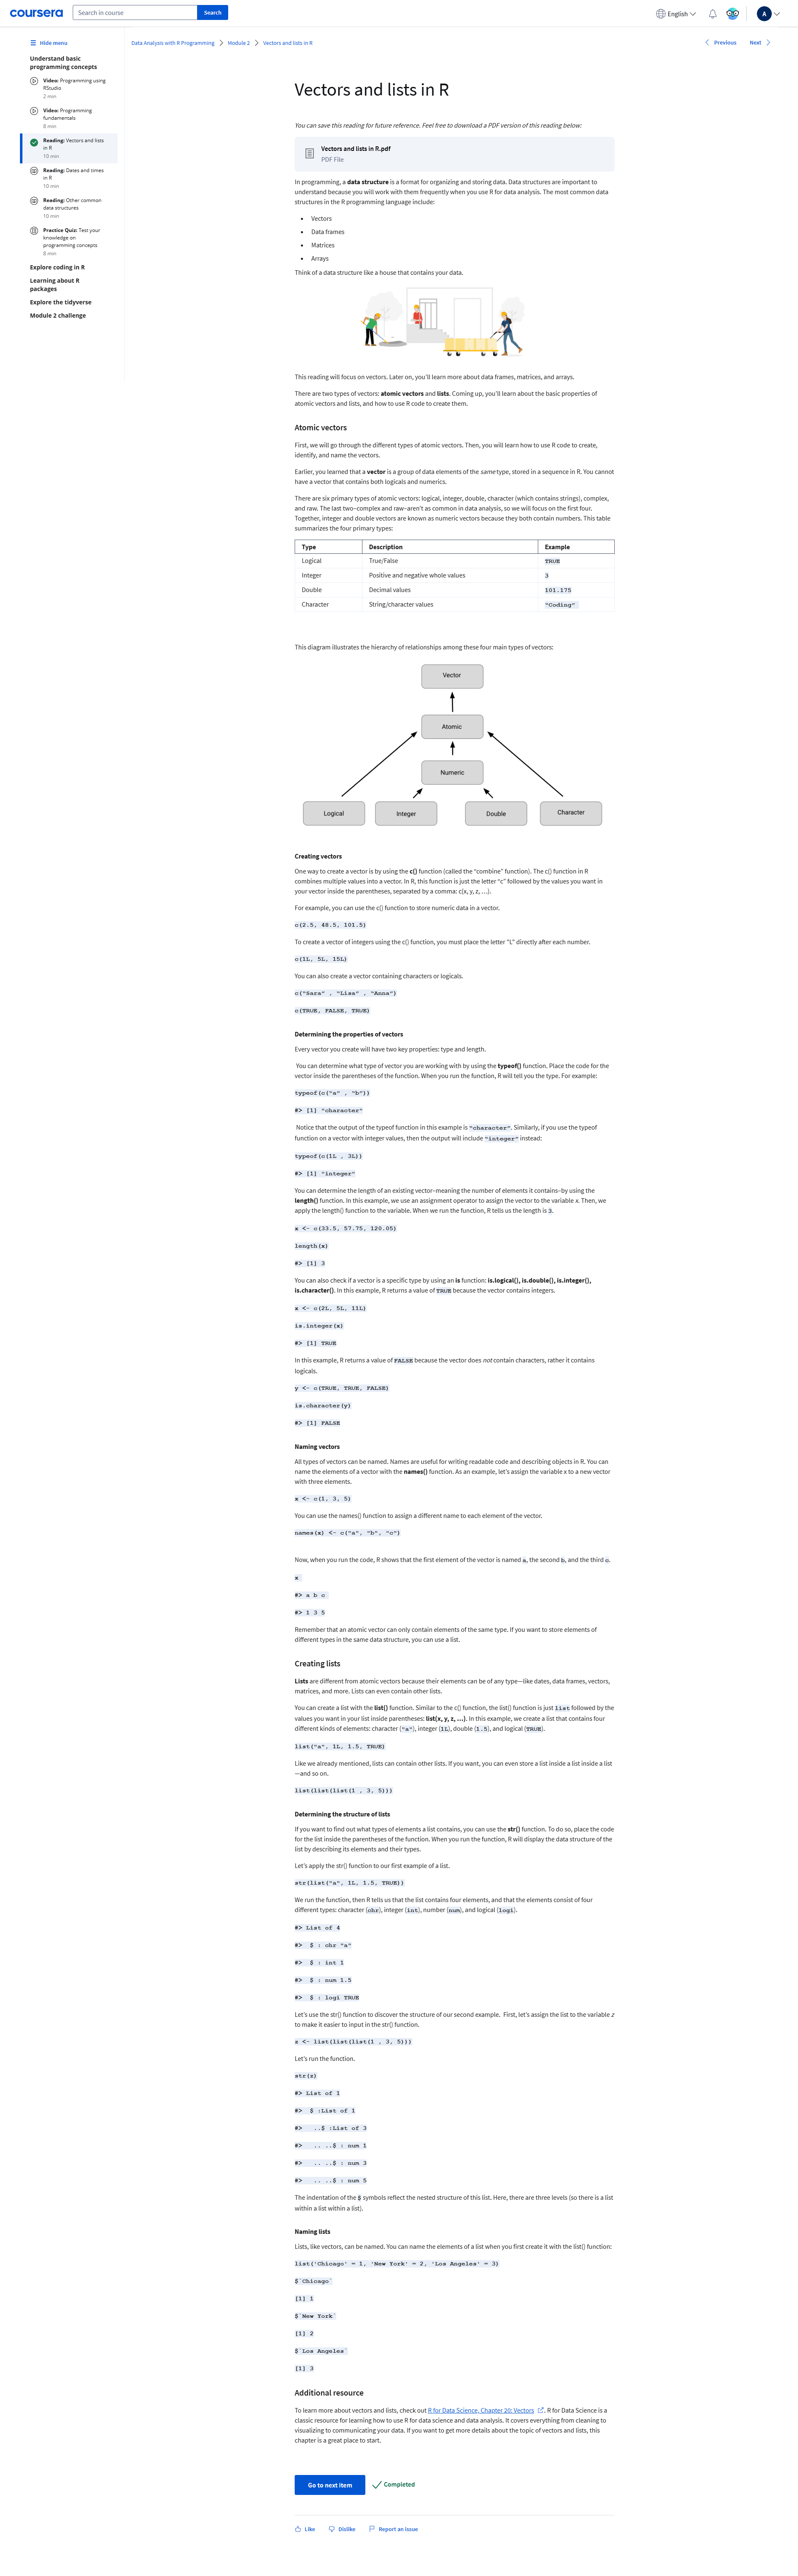 coursera
Search in course
Search
English
A
Hide menu
Data Analysis with R Programming
Module 2
Vectors and lists in R
Previous
Next
Understand basic
programming concepts
Video: Programming using
RStudio
2 min
Video: Programming
fundamentals
8 min
Reading: Vectors and lists
in R
10 min
Reading: Dates and times
in R
10 min
Reading: Other common
data structures
10 min
Practice Quiz: Test your
knowledge on
programming concepts
8 min
Explore coding in R
Learning about R
packages
Explore the tidyverse
Module 2 challenge
Vectors and lists in R
You can save this reading for future reference. Feel free to download a PDF version of this reading below:
Vectors and lists in R.pdf
PDF File
In programming, a data structure is a format for organizing and storing data. Data structures are important to
understand because you will work with them frequently when you use R for data analysis. The most common data
structures in the R programming language include:
• Vectors
• Data frames
• Matrices
• Arrays
Think of a data structure like a house that contains your data.
This reading will focus on vectors. Later on, you'll learn more about data frames, matrices, and arrays.
There are two types of vectors: atomic vectors and lists. Coming up, you'll learn about the basic properties of
atomic vectors and lists, and how to use R code to create them.
Atomic vectors
First, we will go through the different types of atomic vectors. Then, you will learn how to use R code to create,
identify, and name the vectors.
Earlier, you learned that a vector is a group of data elements of the same type, stored in a sequence in R. You cannot
have a vector that contains both logicals and numerics.
There are six primary types of atomic vectors: logical, integer, double, character (which contains strings), complex,
and raw. The last two–complex and raw–aren't as common in data analysis, so we will focus on the first four.
Together, integer and double vectors are known as numeric vectors because they both contain numbers. This table
summarizes the four primary types:
Type Description Example
Logical True/False TRUE
Integer Positive and negative whole values 3
Double Decimal values 101.175
Character String/character values "Coding"
This diagram illustrates the hierarchy of relationships among these four main types of vectors:
Vector
Atomic
Numeric
Logical Integer Double Character
Creating vectors
One way to create a vector is by using the c() function (called the "combine" function). The c() function in R
combines multiple values into a vector. In R, this function is just the letter "c" followed by the values you want in
your vector inside the parentheses, separated by a comma: c(x, y, z, …).
For example, you can use the c() function to store numeric data in a vector.
c(2.5, 48.5, 101.5)
To create a vector of integers using the c() function, you must place the letter "L" directly after each number.
c(1L, 5L, 15L)
You can also create a vector containing characters or logicals.
c("Sara" , "Lisa" , "Anna")
c(TRUE, FALSE, TRUE)
Determining the properties of vectors
Every vector you create will have two key properties: type and length.
You can determine what type of vector you are working with by using the typeof() function. Place the code for the
vector inside the parentheses of the function. When you run the function, R will tell you the type. For example:
typeof(c("a" , "b"))
#> [1] "character"
Notice that the output of the typeof function in this example is "character". Similarly, if you use the typeof
function on a vector with integer values, then the output will include "integer" instead:
typeof(c(1L , 3L))
#> [1] "integer"
You can determine the length of an existing vector–meaning the number of elements it contains–by using the
length() function. In this example, we use an assignment operator to assign the vector to the variable x. Then, we
apply the length() function to the variable. When we run the function, R tells us the length is 3.
x <- c(33.5, 57.75, 120.05)
length(x)
#> [1] 3
You can also check if a vector is a specific type by using an is function: is.logical(), is.double(), is.integer(),
is.character(). In this example, R returns a value of TRUE because the vector contains integers.
x <- c(2L, 5L, 11L)
is.integer(x)
#> [1] TRUE
In this example, R returns a value of FALSE because the vector does not contain characters, rather it contains
logicals.
y <- c(TRUE, TRUE, FALSE)
is.character(y)
#> [1] FALSE
Naming vectors
All types of vectors can be named. Names are useful for writing readable code and describing objects in R. You can
name the elements of a vector with the names() function. As an example, let's assign the variable x to a new vector
with three elements.
x <- c(1, 3, 5)
You can use the names() function to assign a different name to each element of the vector.
names(x) <- c("a", "b", "c")
Now, when you run the code, R shows that the first element of the vector is named a, the second b, and the third c.
x
#> a b c
#> 1 3 5
Remember that an atomic vector can only contain elements of the same type. If you want to store elements of
different types in the same data structure, you can use a list.
Creating lists
Lists are different from atomic vectors because their elements can be of any type—like dates, data frames, vectors,
matrices, and more. Lists can even contain other lists.
You can create a list with the list() function. Similar to the c() function, the list() function is just list followed by the
values you want in your list inside parentheses: list(x, y, z, …). In this example, we create a list that contains four
different kinds of elements: character ("a"), integer (1L), double (1.5), and logical (TRUE).
list("a", 1L, 1.5, TRUE)
Like we already mentioned, lists can contain other lists. If you want, you can even store a list inside a list inside a list
—and so on.
list(list(list(1 , 3, 5)))
Determining the structure of lists
If you want to find out what types of elements a list contains, you can use the str() function. To do so, place the code
for the list inside the parentheses of the function. When you run the function, R will display the data structure of the
list by describing its elements and their types.
Let's apply the str() function to our first example of a list.
str(list("a", 1L, 1.5, TRUE))
We run the function, then R tells us that the list contains four elements, and that the elements consist of four
different types: character (chr), integer (int), number (num), and logical (logi).
#> List of 4
#>  $ : chr "a"
#>  $ : int 1
#>  $ : num 1.5
#>  $ : logi TRUE
Let's use the str() function to discover the structure of our second example.  First, let's assign the list to the variable z
to make it easier to input in the str() function.
z <- list(list(list(1 , 3, 5)))
Let's run the function.
str(z)
#> List of 1
#>  $ :List of 1
#>   ..$ :List of 3
#>   .. ..$ : num 1
#>   .. ..$ : num 3
#>   .. ..$ : num 5
The indentation of the $ symbols reflect the nested structure of this list. Here, there are three levels (so there is a list
within a list within a list).
Naming lists
Lists, like vectors, can be named. You can name the elements of a list when you first create it with the list() function:
list('Chicago' = 1, 'New York' = 2, 'Los Angeles' = 3)
$`Chicago`
[1] 1
$`New York`
[1] 2
$`Los Angeles`
[1] 3
Additional resource
To learn more about vectors and lists, check out R for Data Science, Chapter 20: Vectors . R for Data Science is a
classic resource for learning how to use R for data science and data analysis. It covers everything from cleaning to
visualizing to communicating your data. If you want to get more details about the topic of vectors and lists, this
chapter is a great place to start.
Go to next item
Completed
Like
Dislike
Report an issue